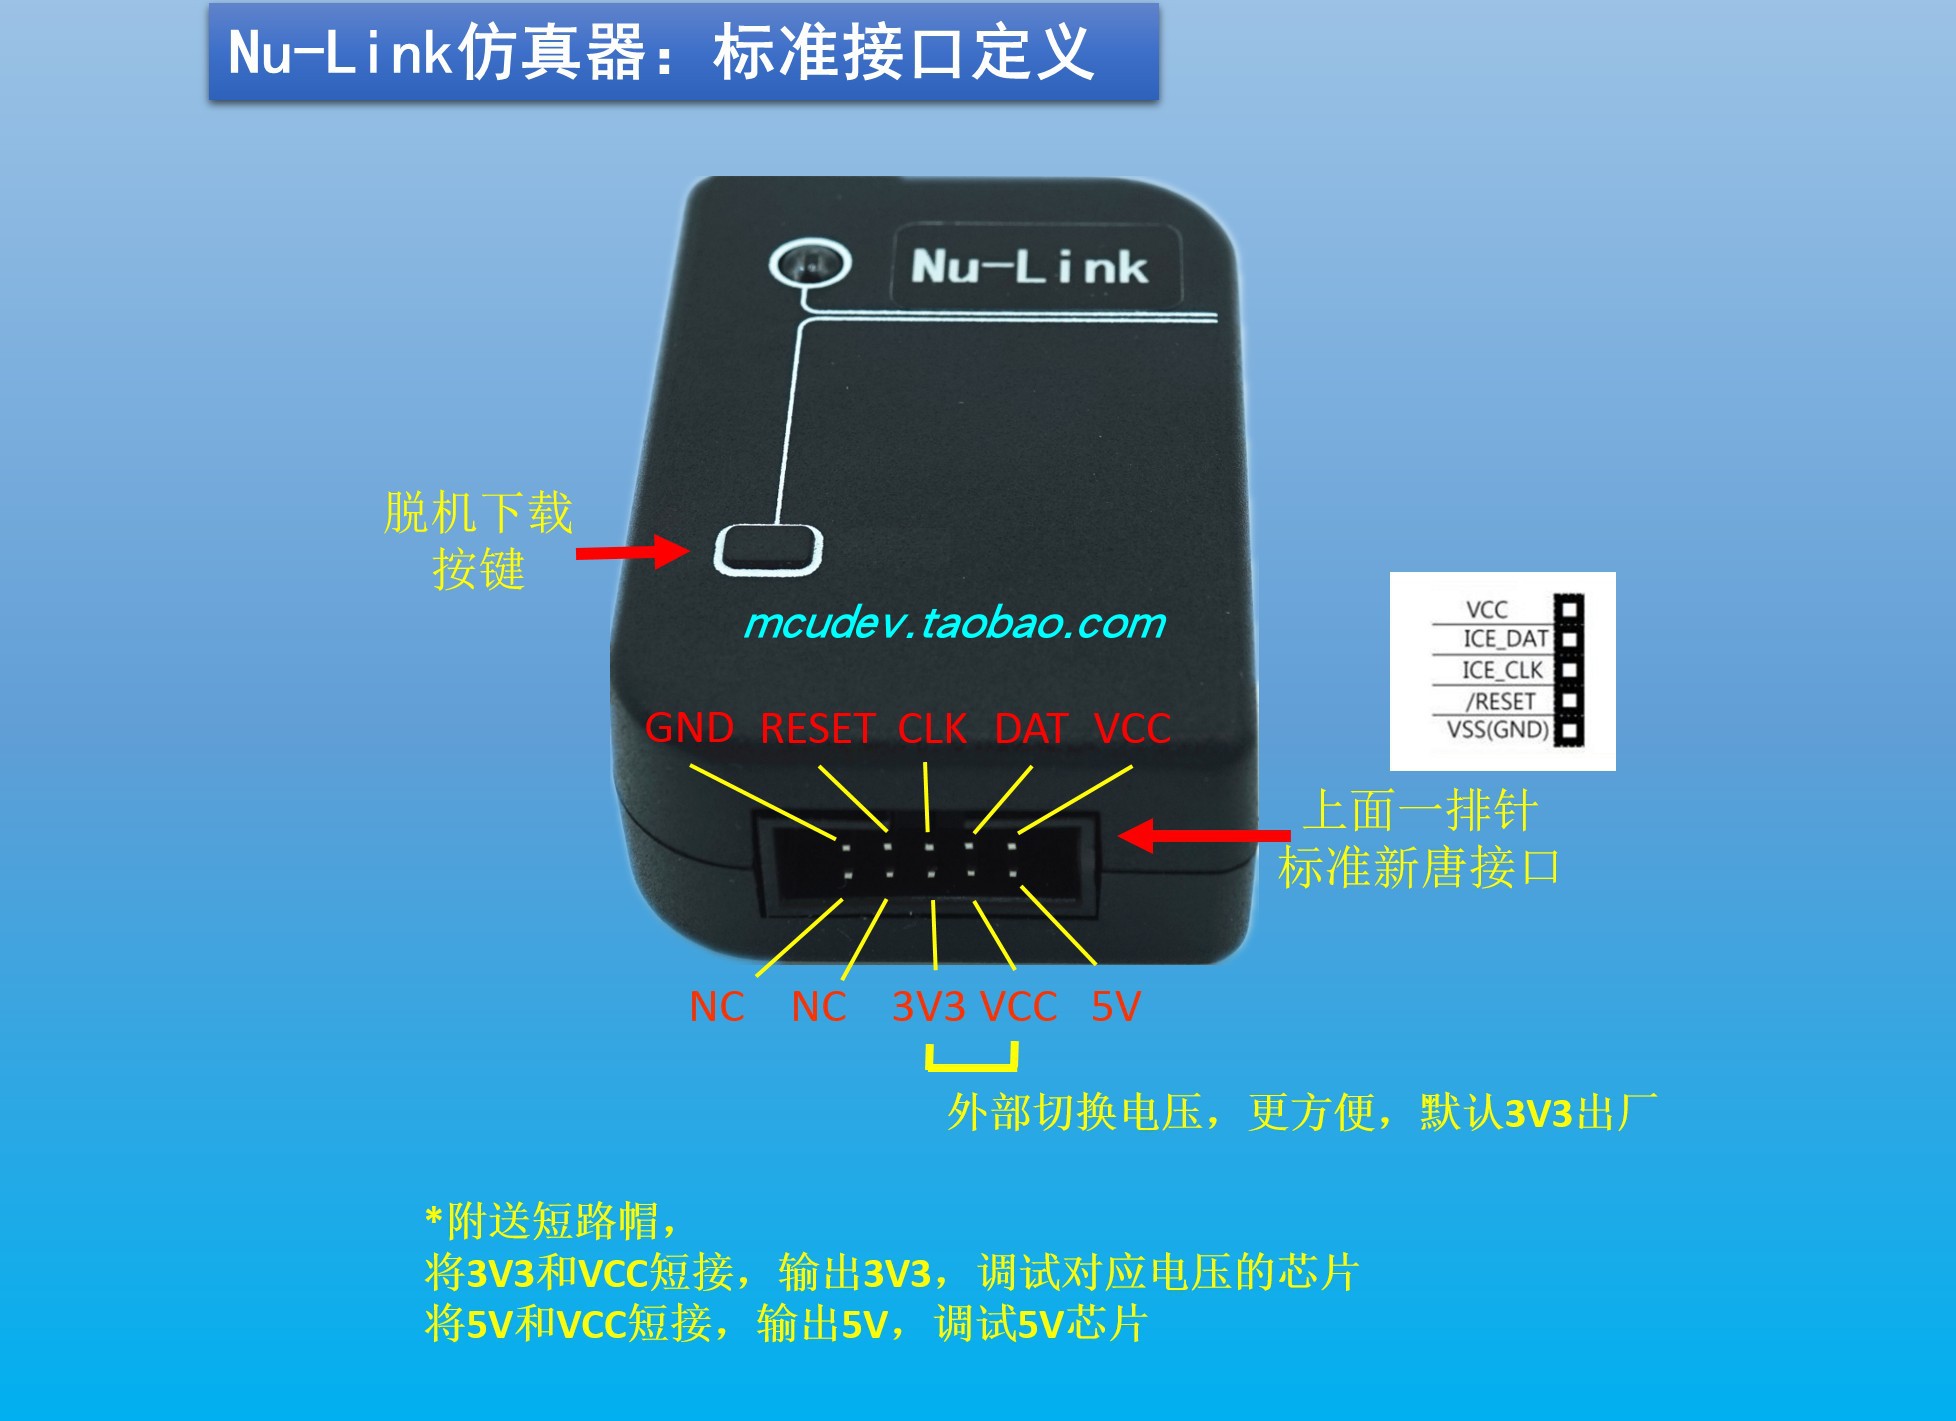 Nu-Link仿真器：标准接口定义
Nu-Link
脱机下载
按键
mcudev.taobao.com
VCC
ICE_DAT
ICE_CLK
/RESET
VSS(GND)
GND RESET CLK DAT VCC
上面一排针
标准新唐接口
NC NC 3V3 VCC 5V
外部切换电压，更方便，默认3V3出厂
*附送短路帽，
将3V3和VCC短接，输出3V3，调试对应电压的芯片
将5V和VCC短接，输出5V，调试5V芯片